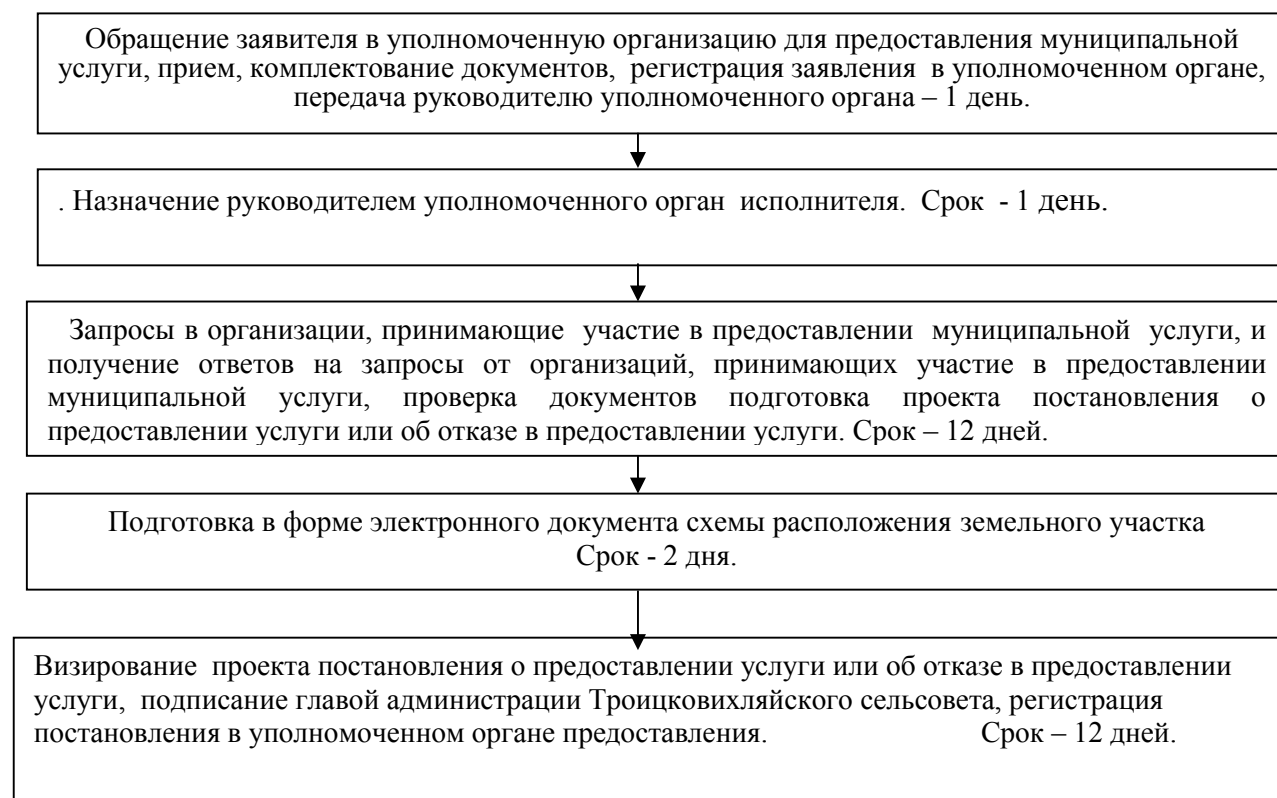 Обращение заявителя в уполномоченную организацию для предоставления муниципальной
услуги, прием, комплектование документов, регистрация заявления в уполномоченном органе,
передача руководителю уполномоченного органа – 1 день.
. Назначение руководителем уполномоченного орган исполнителя. Срок - 1 день.
Запросы в организации, принимающие участие в предоставлении муниципальной услуги, и
получение ответов на запросы от организаций, принимающих участие в предоставлении
муниципальной услуги, проверка документов подготовка проекта постановления о
предоставлении услуги или об отказе в предоставлении услуги. Срок – 12 дней.
Подготовка в форме электронного документа схемы расположения земельного участка
Срок - 2 дня.
Визирование проекта постановления о предоставлении услуги или об отказе в предоставлении
услуги, подписание главой администрации Троицковихляйского сельсовета, регистрация
постановления в уполномоченном органе предоставления. Срок – 12 дней.